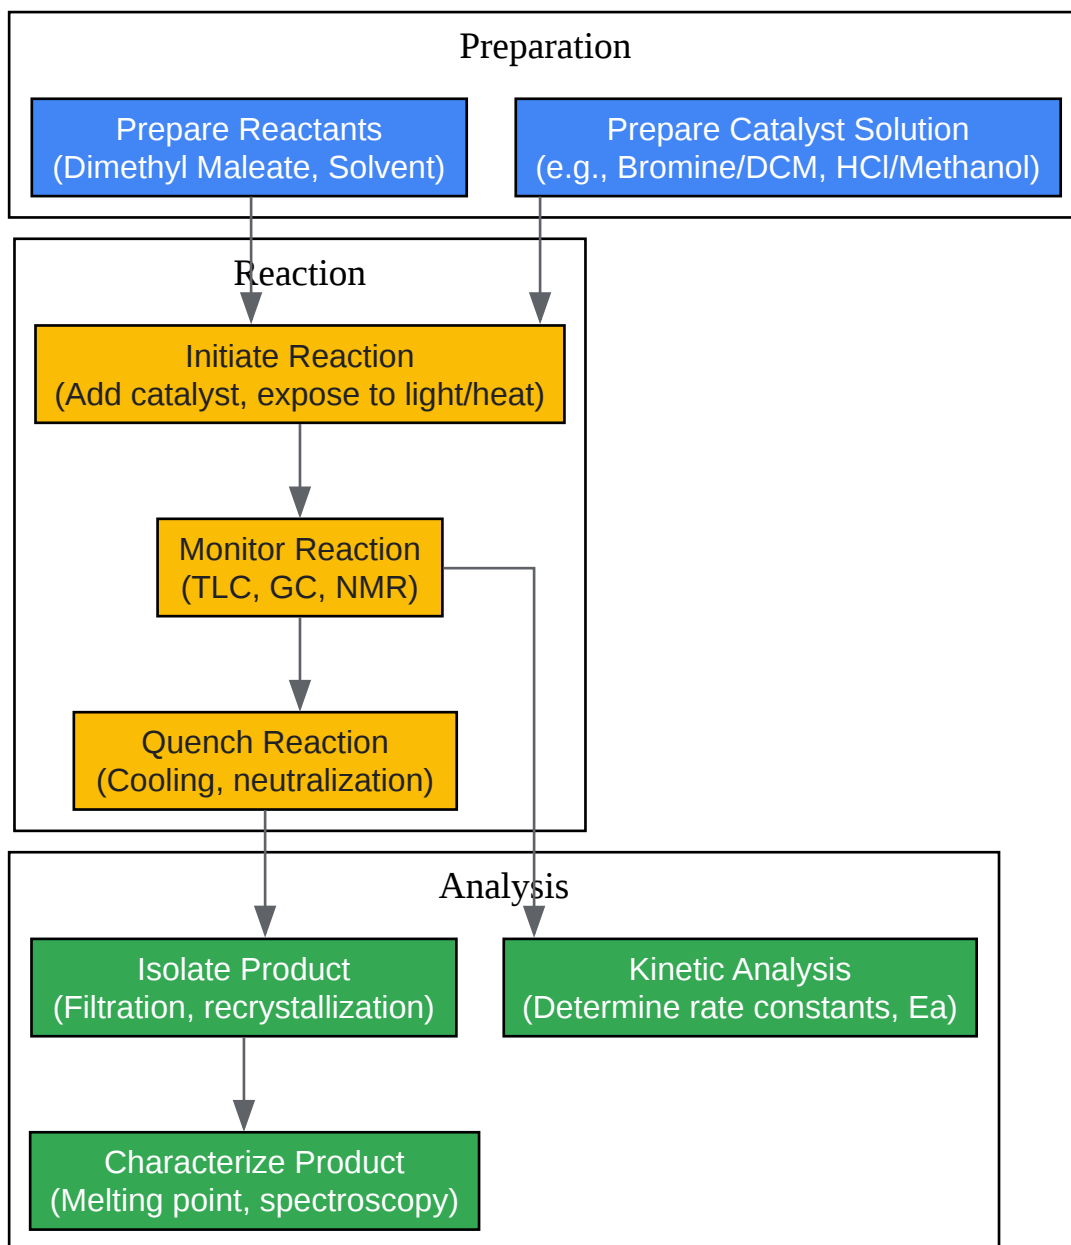 Preparation
Prepare Reactants
(Dimethyl Maleate, Solvent)
Prepare Catalyst Solution
(e.g., Bromine/DCM, HCl/Methanol)
Reaction
Initiate Reaction
(Add catalyst, expose to light/heat)
Monitor Reaction
(TLC, GC, NMR)
Quench Reaction
(Cooling, neutralization)
Analysis
Isolate Product
(Filtration, recrystallization)
Kinetic Analysis
(Determine rate constants, Ea)
Characterize Product
(Melting point, spectroscopy)